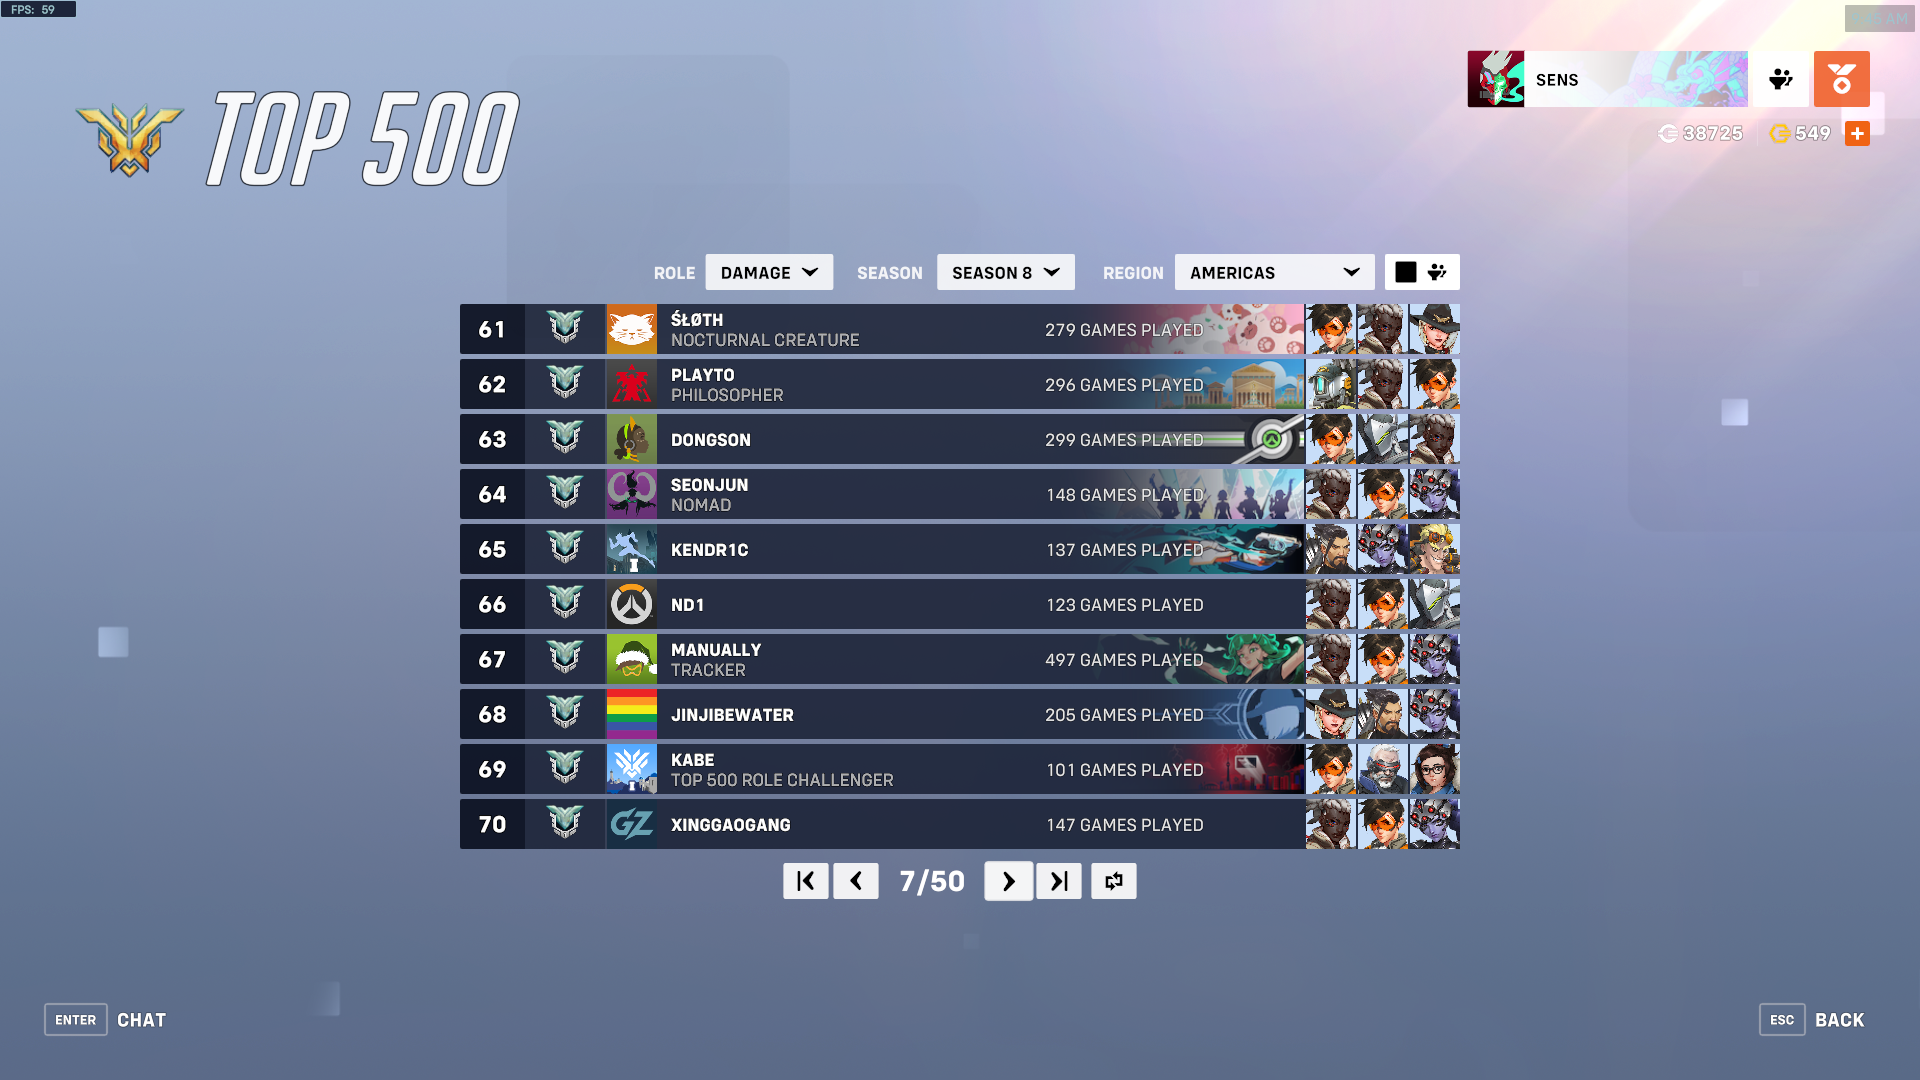 FPS: 59
TOP 500
SENS
38725
549
ROLE
DAMAGE
SEASON
SEASON 8
REGION
AMERICAS
61
ŚŁØTH
NOCTURNAL CREATURE
279 GAMES PLAYED
62
PLAYTO
PHILOSOPHER
296 GAMES PLAYED
63
DONGSON
299 GAMES PLAYED
64
SEONJUN
NOMAD
148 GAMES PLAYED
65
KENDR1C
137 GAMES PLAYED
66
ND1
123 GAMES PLAYED
67
MANUALLY
TRACKER
497 GAMES PLAYED
68
JINJIBEWATER
205 GAMES PLAYED
69
KABE
TOP 500 ROLE CHALLENGER
101 GAMES PLAYED
70
GZ
XINGGAOGANG
147 GAMES PLAYED
7/50
ENTER
CHAT
ESC
BACK